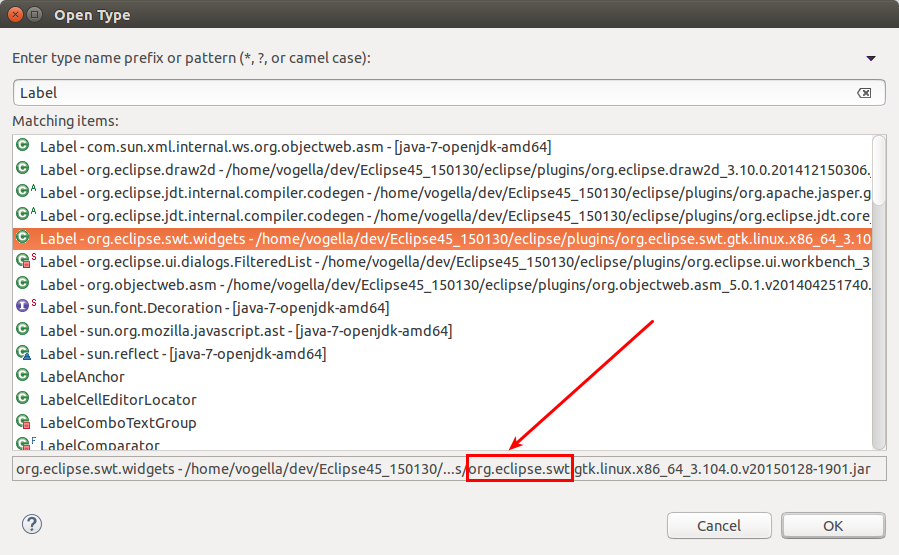 Open Type
Enter type name prefix or pattern (*, ?, or camel case):
Label
Matching items:
Label - com.sun.xml.internal.ws.org.objectweb.asm - [java-7-openjdk-amd64]
Label - org.eclipse.draw2d - /home/vogella/dev/Eclipse45_150130/eclipse/plugins/org.eclipse.draw2d_3.10.0.201412150306.
A Label - org.eclipse.jdt.internal.compiler.codegen - /home/vogella/dev/Eclipse45_150130/eclipse/plugins/org.apache.jasper.g
A Label - org.eclipse.jdt.internal.compiler.codegen - /home/vogella/dev/Eclipse45_150130/eclipse/plugins/org.eclipse.jdt.core_
Label - org.eclipse.swt.widgets - /home/vogella/dev/Eclipse45_150130/eclipse/plugins/org.eclipse.swt.gtk.linux.x86_64_3.10
S Label - org.eclipse.ui.dialogs.FilteredList - /home/vogella/dev/Eclipse45_150130/eclipse/plugins/org.eclipse.ui.workbench_3
Label - org.objectweb.asm - /home/vogella/dev/Eclipse45_150130/eclipse/plugins/org.objectweb.asm_5.0.1.v201404251740.
S Label - sun.font.Decoration - [java-7-openjdk-amd64]
Label - sun.org.mozilla.javascript.ast - [java-7-openjdk-amd64]
Label - sun.reflect - [java-7-openjdk-amd64]
LabelAnchor
LabelCellEditorLocator
LabelComboTextGroup
F LabelComparator
org.eclipse.swt.widgets - /home/vogella/dev/Eclipse45_150130/...s/org.eclipse.swt.gtk.linux.x86_64_3.104.0.v20150128-1901.jar
? Cancel OK